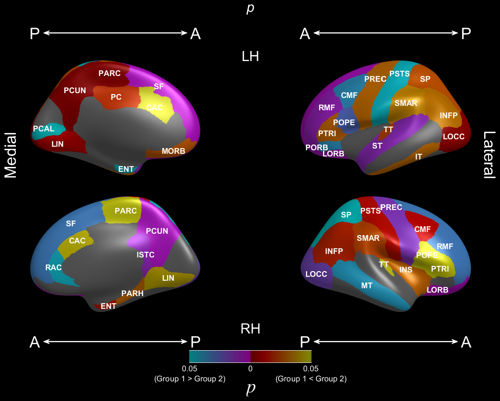 p
P A
A P
LH
Medial
Lateral
PARC
SF
PCUN
PC
CAC
PCAL
LIN
MORB
ENT
PREC
PSTS
SP
CMF
RMF
SMAR
POPE
INFP
PTRI
TT
LOCC
PORB
ST
LORB
IT
PARC
SF
PCUN
CAC
ISTC
RAC
LIN
PARH
ENT
PREC
PSTS
SP
CMF
SMAR
RMF
INFP
POPE
TT
PTRI
LOCC
INS
MT
LORB
RH
A P
P A
0.05 0 0.05
(Group 1 > Group 2) (Group 1 < Group 2)
p